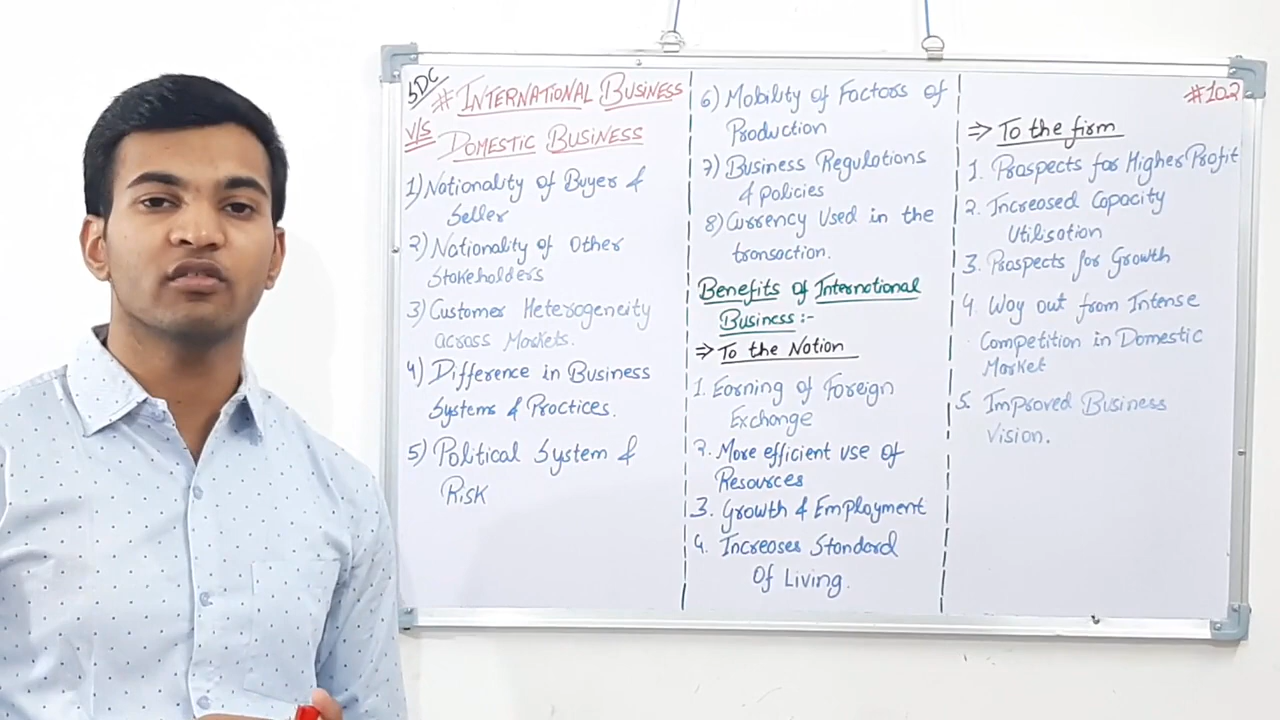 SDC
# INTERNATIONAL BUSINESS
V/S
DOMESTIC BUSINESS
1) Nationality of Buyer &
Seller
2) Nationality of Other
Stakeholders
3) Customer Heterogeneity
across Markets.
4) Difference in Business
Systems & Practices.
5) Political System &
Risk
6) Mobility of Factors of
Production
7) Business Regulations
& policies
8) Currency Used in the
transaction.
Benefits of International
Business:-
⇒ To the Nation
1. Earning of Foreign
Exchange
2. More efficient use of
Resources
3. Growth & Employment
4. Increases Standard
Of Living.
#102
⇒ To the firm
1. Prospects for Higher Profit
2. Increased Capacity
Utilisation
3. Prospects for Growth
4. Way out from Intense
Competition in Domestic
Market
5. Improved Business
Vision.